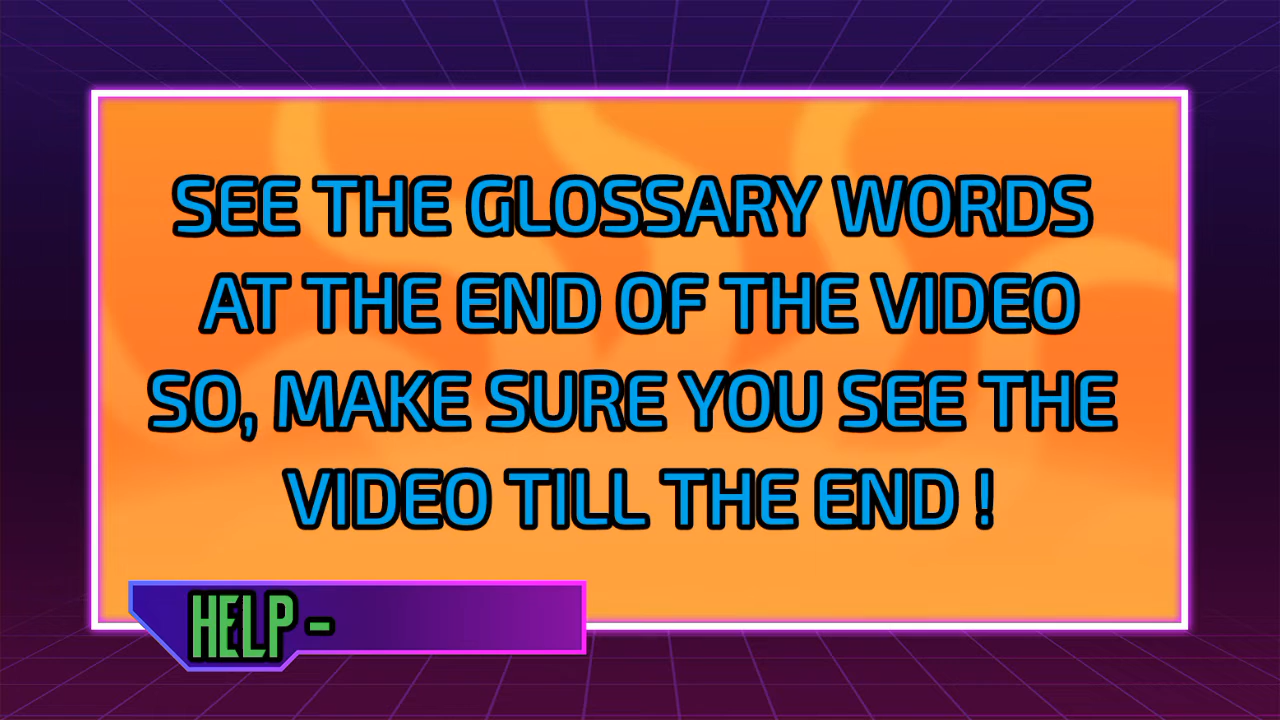 SEE THE GLOSSARY WORDS
AT THE END OF THE VIDEO
SO, MAKE SURE YOU SEE THE
VIDEO TILL THE END !
HELP -